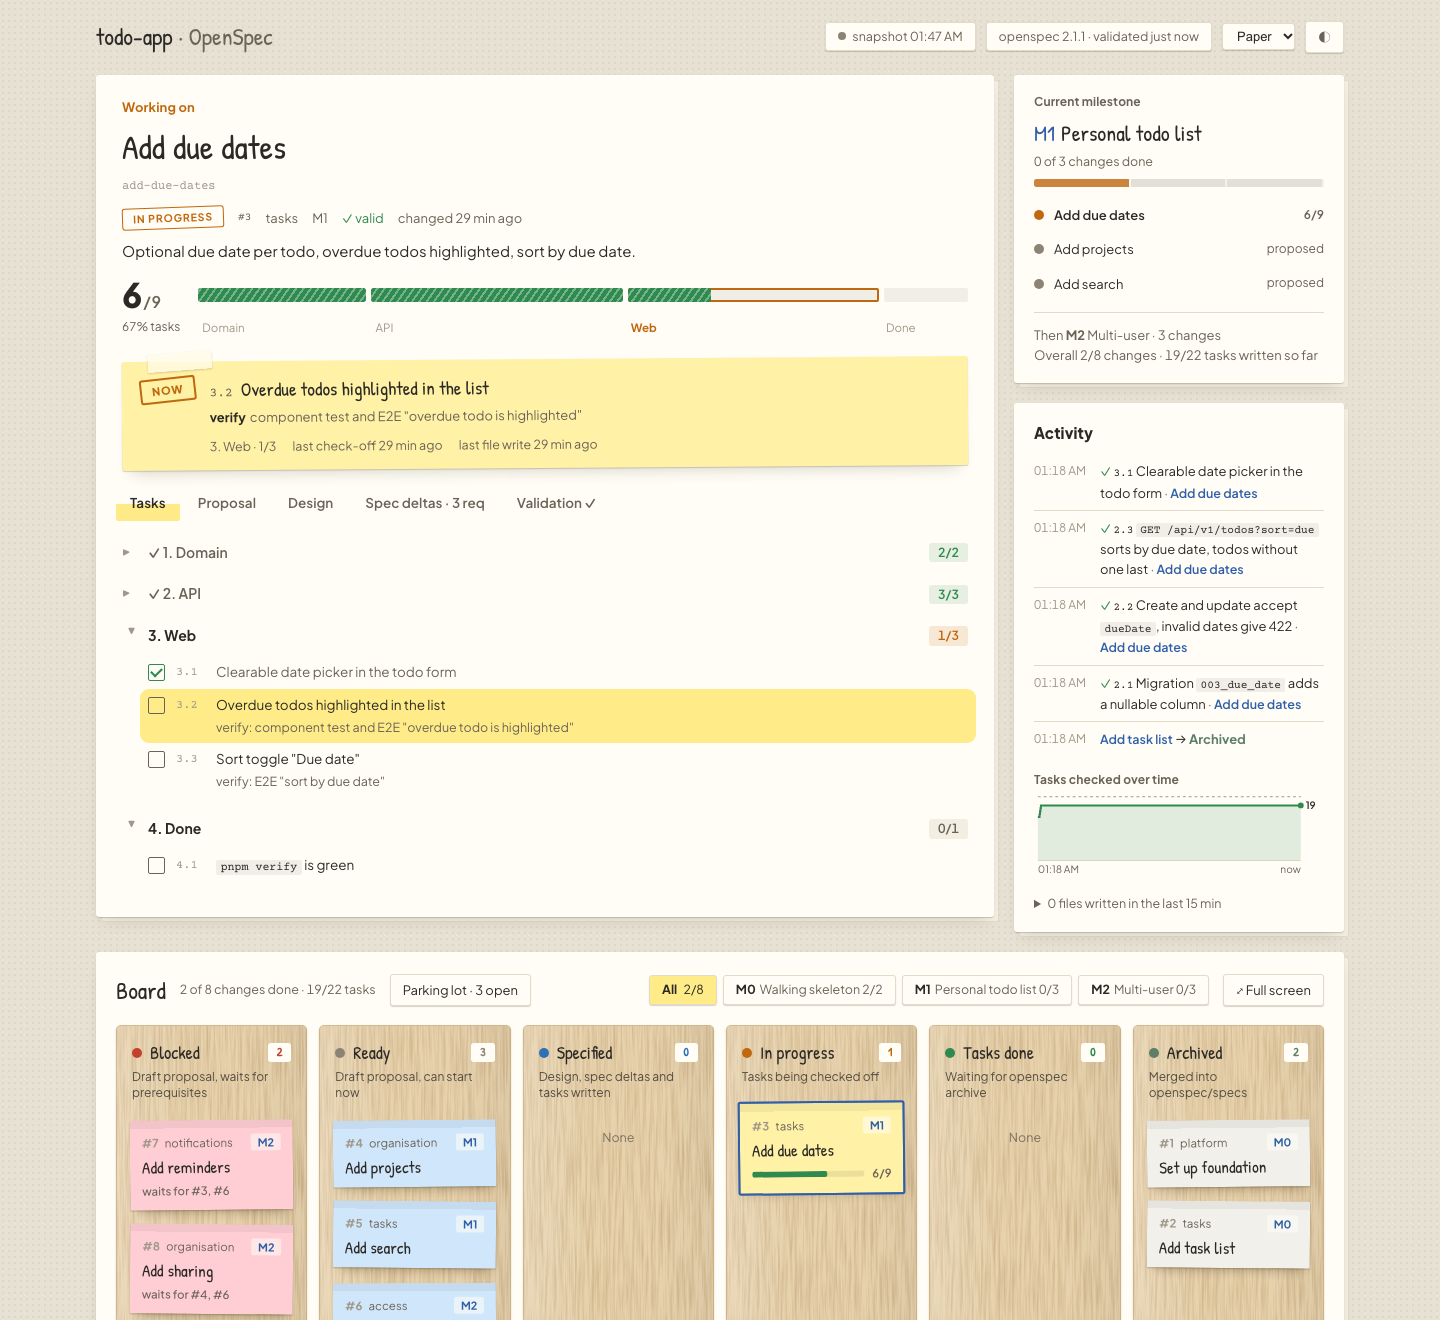 todo-app · OpenSpec
snapshot 01:47 AM
openspec 2.1.1 · validated just now
Paper
Working on
Add due dates
add-due-dates
IN PROGRESS #3 tasks M1 ✓ valid changed 29 min ago
Optional due date per todo, overdue todos highlighted, sort by due date.
6/9
67% tasks
Domain API Web Done
NOW
3.2 Overdue todos highlighted in the list
verify component test and E2E "overdue todo is highlighted"
3. Web · 1/3 last check-off 29 min ago last file write 29 min ago
Tasks Proposal Design Spec deltas · 3 req Validation ✓
✓ 1. Domain 2/2
✓ 2. API 3/3
3. Web 1/3
3.1 Clearable date picker in the todo form
3.2 Overdue todos highlighted in the list
verify: component test and E2E "overdue todo is highlighted"
3.3 Sort toggle "Due date"
verify: E2E "sort by due date"
4. Done 0/1
4.1 pnpm verify is green
Current milestone
M1 Personal todo list
0 of 3 changes done
Add due dates 6/9
Add projects proposed
Add search proposed
Then M2 Multi-user · 3 changes
Overall 2/8 changes · 19/22 tasks written so far
Activity
01:18 AM ✓ 3.1 Clearable date picker in the
todo form · Add due dates
01:18 AM ✓ 2.3 GET /api/v1/todos?sort=due
sorts by due date, todos without
one last · Add due dates
01:18 AM ✓ 2.2 Create and update accept
dueDate, invalid dates give 422 ·
Add due dates
01:18 AM ✓ 2.1 Migration 003_due_date adds
a nullable column · Add due dates
01:18 AM Add task list → Archived
Tasks checked over time
19
01:18 AM now
0 files written in the last 15 min
Board 2 of 8 changes done · 19/22 tasks Parking lot · 3 open
All 2/8 M0 Walking skeleton 2/2 M1 Personal todo list 0/3 M2 Multi-user 0/3 Full screen
Blocked 2
Draft proposal, waits for
prerequisites
#7 notifications M2
Add reminders
waits for #3, #6
#8 organisation M2
Add sharing
waits for #4, #6
Ready 3
Draft proposal, can start
now
#4 organisation M1
Add projects
#5 tasks M1
Add search
#6 access M2
Specified 0
Design, spec deltas and
tasks written
None
In progress 1
Tasks being checked off
#3 tasks M1
Add due dates
6/9
Tasks done 0
Waiting for openspec
archive
None
Archived 2
Merged into
openspec/specs
#1 platform M0
Set up foundation
#2 tasks M0
Add task list